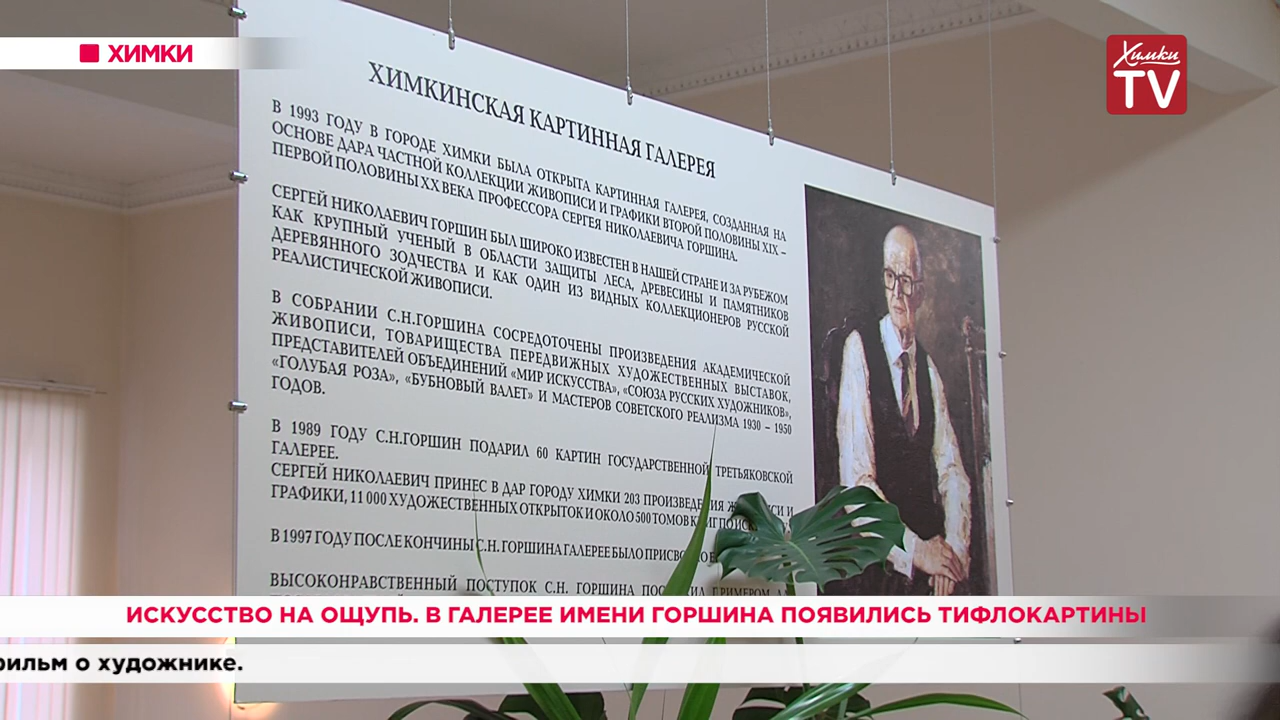 ХИМКИ
Химки
TV
ХИМКИНСКАЯ КАРТИННАЯ ГАЛЕРЕЯ
В 1993 ГОДУ В ГОРОДЕ ХИМКИ БЫЛА ОТКРЫТА КАРТИННАЯ ГАЛЕРЕЯ, СОЗДАННАЯ НА
ОСНОВЕ ДАРА ЧАСТНОЙ КОЛЛЕКЦИИ ЖИВОПИСИ И ГРАФИКИ ВТОРОЙ ПОЛОВИНЫ XIX –
ПЕРВОЙ ПОЛОВИНЫ XX ВЕКА ПРОФЕССОРА СЕРГЕЯ НИКОЛАЕВИЧА ГОРШИНА.
СЕРГЕЙ НИКОЛАЕВИЧ ГОРШИН БЫЛ ШИРОКО ИЗВЕСТЕН В НАШЕЙ СТРАНЕ И ЗА РУБЕЖОМ
КАК КРУПНЫЙ УЧЕНЫЙ В ОБЛАСТИ ЗАЩИТЫ ЛЕСА, ДРЕВЕСИНЫ И ПАМЯТНИКОВ
ДЕРЕВЯННОГО ЗОДЧЕСТВА И КАК ОДИН ИЗ ВИДНЫХ КОЛЛЕКЦИОНЕРОВ РУССКОЙ
РЕАЛИСТИЧЕСКОЙ ЖИВОПИСИ.
В СОБРАНИИ С.Н.ГОРШИНА СОСРЕДОТОЧЕНЫ ПРОИЗВЕДЕНИЯ АКАДЕМИЧЕСКОЙ
ЖИВОПИСИ, ТОВАРИЩЕСТВА ПЕРЕДВИЖНЫХ ХУДОЖЕСТВЕННЫХ ВЫСТАВОК,
ПРЕДСТАВИТЕЛЕЙ ОБЪЕДИНЕНИЙ «МИР ИСКУССТВА», «СОЮЗА РУССКИХ ХУДОЖНИКОВ»,
«ГОЛУБАЯ РОЗА», «БУБНОВЫЙ ВАЛЕТ» И МАСТЕРОВ СОВЕТСКОГО РЕАЛИЗМА 1930 – 1950
ГОДОВ.
В 1989 ГОДУ С.Н.ГОРШИН ПОДАРИЛ 60 КАРТИН ГОСУДАРСТВЕННОЙ ТРЕТЬЯКОВСКОЙ
ГАЛЕРЕЕ.
СЕРГЕЙ НИКОЛАЕВИЧ ПРИНЕС В ДАР ГОРОДУ ХИМКИ 203 ПРОИЗВЕДЕНИЯ И
ГРАФИКИ, 11 000 ХУДОЖЕСТВЕННЫХ ОТКРЫТОК И ОКОЛО 500 ТОМОВ КНИГ ПО
В 1997 ГОДУ ПОСЛЕ КОНЧИНЫ С.Н. ГОРШИНА ГАЛЕРЕЕ БЫЛО
ВЫСОКОНРАВСТВЕННЫЙ ПОСТУПОК С.Н. ГОРШИНА
ИСКУССТВО НА ОЩУПЬ. В ГАЛЕРЕЕ ИМЕНИ ГОРШИНА ПОЯВИЛИСЬ ТИФЛОКАРТИНЫ
фильм о художнике.